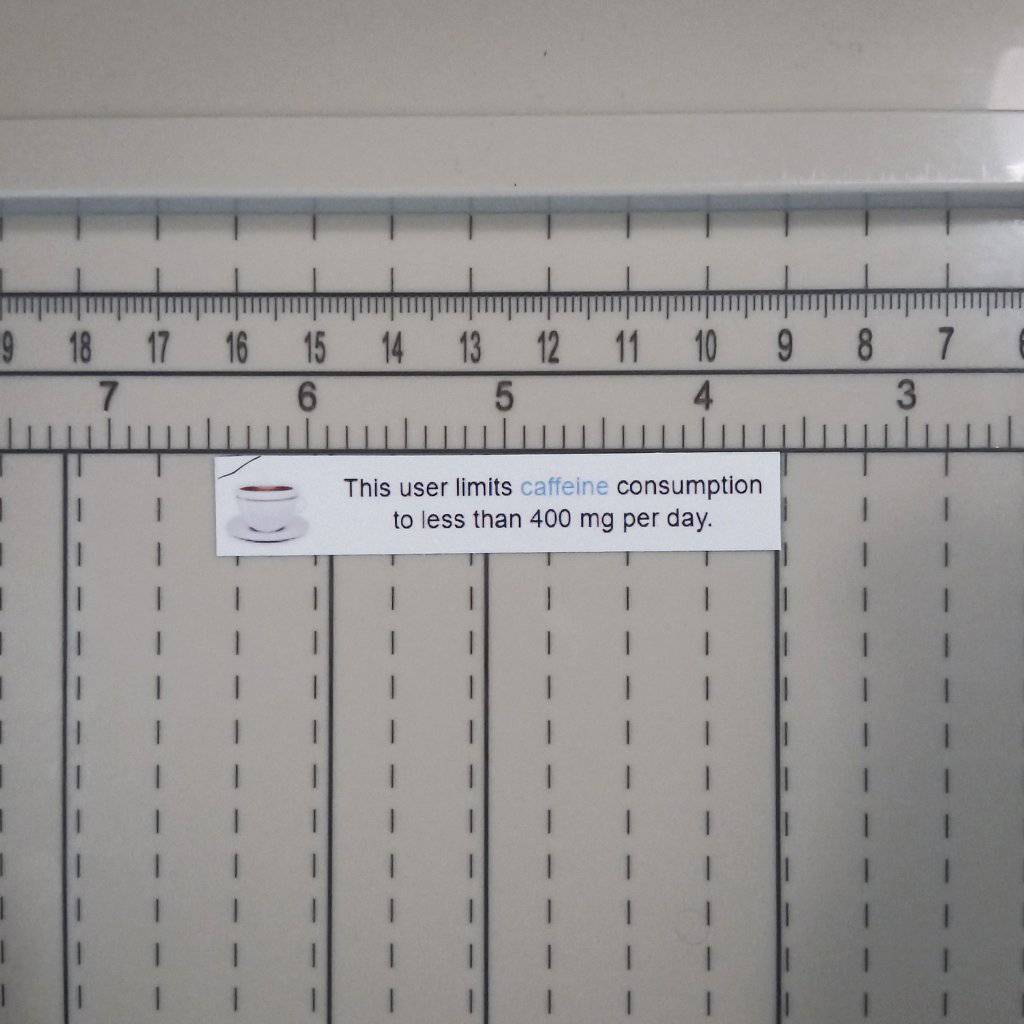 9 18 17 16 15 14 13 12 11 10 9 8 7
7 6 5 4 3
This user limits caffeine consumption
to less than 400 mg per day.